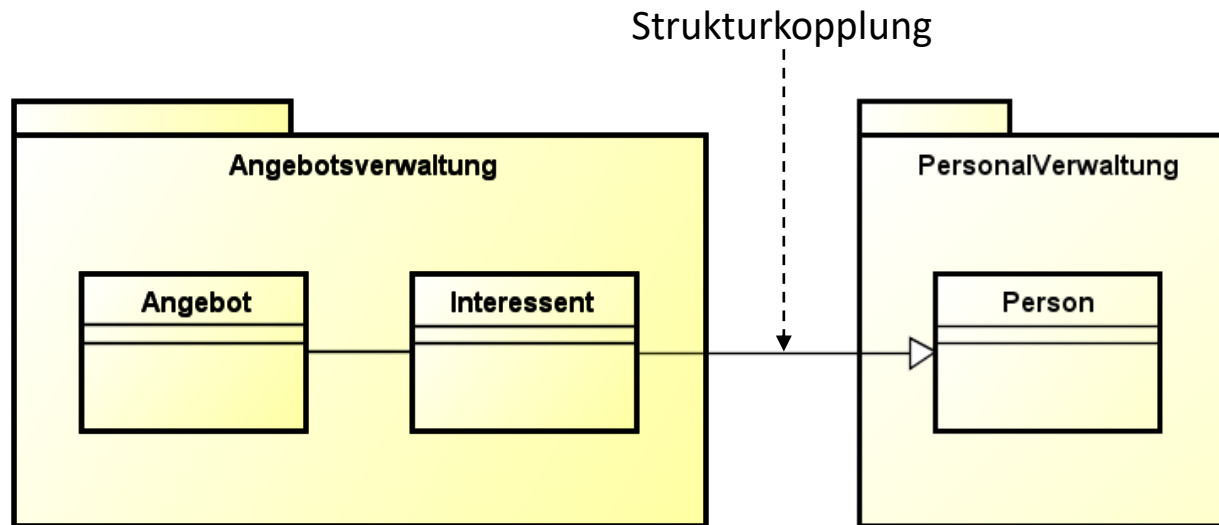 Strukturkopplung
Angebotsverwaltung
PersonalVerwaltung
Angebot
Interessent
Person